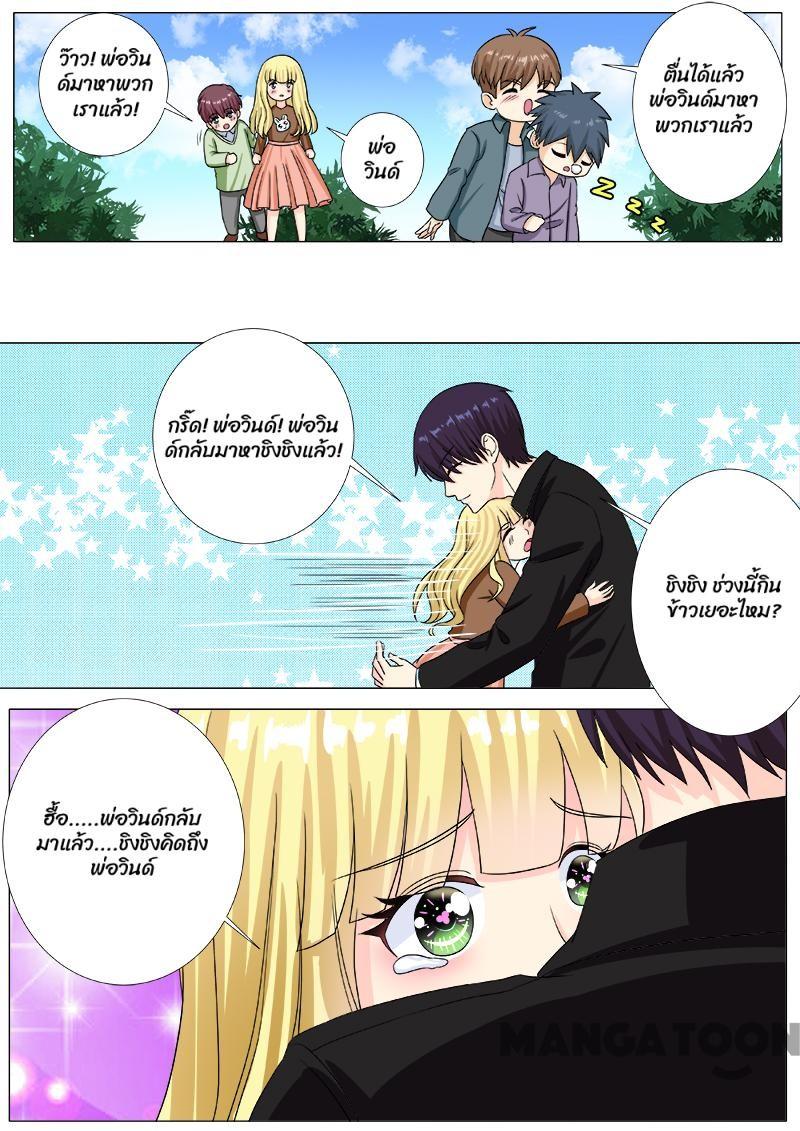 ว๊าว! พ่อวิน
ด์มาหาพวก
เราแล้ว!
พ่อ
วินด์
ตื่นได้แล้ว
พ่อวินด์มาหา
พวกเราแล้ว
Z z z
กริ๊ด! พ่อวินด์! พ่อวิน
ด์กลับมาหาชิงชิงแล้ว!
ชิงชิง ช่วงนี้กิน
ข้าวเยอะไหม?
ฮื้อ.....พ่อวินด์กลับ
มาแล้ว....ชิงชิงคิดถึง
พ่อวินด์
MANGATOON